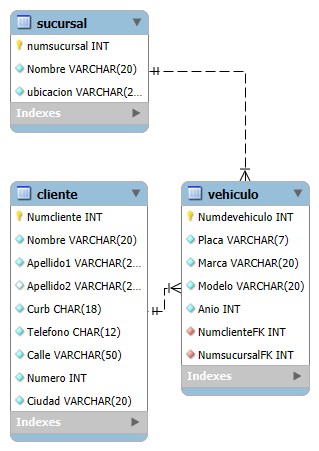 sucursal
numsucursal INT
Nombre VARCHAR(20)
ubicacion VARCHAR(2...
Indexes
cliente
Numcliente INT
Nombre VARCHAR(20)
Apellido1 VARCHAR(2...
Apellido2 VARCHAR(2...
Curb CHAR(18)
Telefono CHAR(12)
Calle VARCHAR(50)
Numero INT
Ciudad VARCHAR(20)
Indexes
vehiculo
Numdevehiculo INT
Placa VARCHAR(7)
Marca VARCHAR(20)
Modelo VARCHAR(20)
Anio INT
NumclienteFK INT
NumsucursalFK INT
Indexes